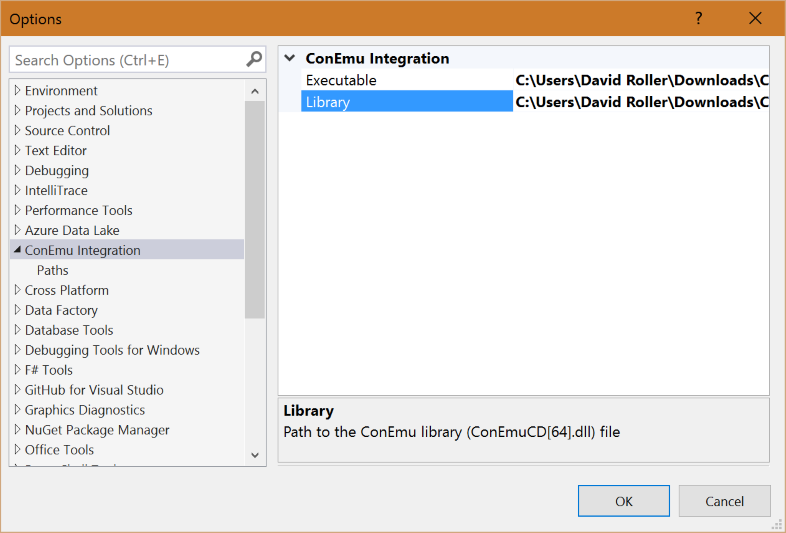 Options
?
Search Options (Ctrl+E)
Environment
Projects and Solutions
Source Control
Text Editor
Debugging
IntelliTrace
Performance Tools
Azure Data Lake
ConEmu Integration
Paths
Cross Platform
Data Factory
Database Tools
Debugging Tools for Windows
F# Tools
GitHub for Visual Studio
Graphics Diagnostics
NuGet Package Manager
Office Tools
ConEmu Integration
Executable C:\Users\David Roller\Downloads\C
Library C:\Users\David Roller\Downloads\C
Library
Path to the ConEmu library (ConEmuCD[64].dll) file
OK Cancel